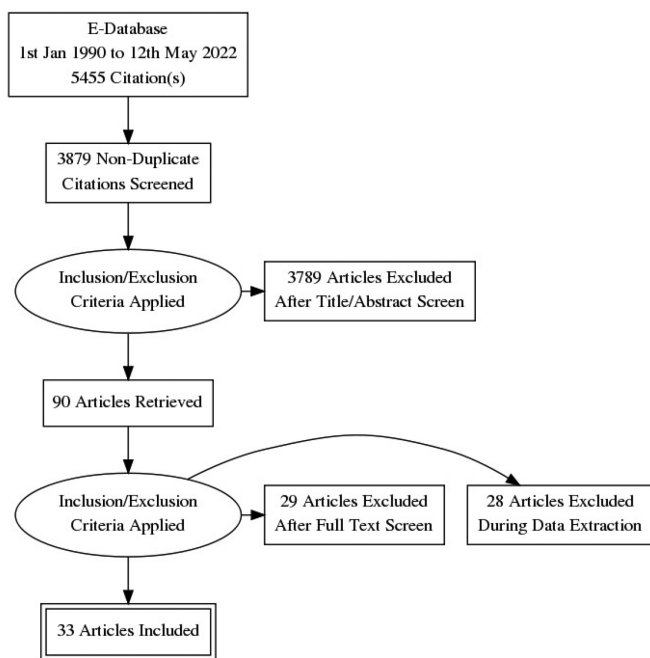 E-Database
1st Jan 1990 to 12th May 2022
5455 Citation(s)
3879 Non-Duplicate
Citations Screened
Inclusion/Exclusion
Criteria Applied
3789 Articles Excluded
After Title/Abstract Screen
90 Articles Retrieved
Inclusion/Exclusion
Criteria Applied
29 Articles Excluded
After Full Text Screen
28 Articles Excluded
During Data Extraction
33 Articles Included